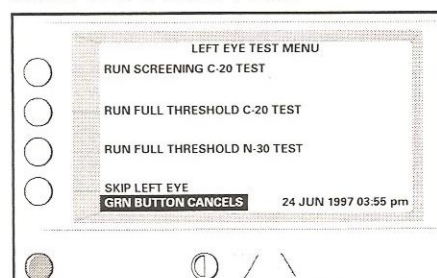 LEFT EYE TEST MENU
RUN SCREENING C-20 TEST
RUN FULL THRESHOLD C-20 TEST
RUN FULL THRESHOLD N-30 TEST
SKIP LEFT EYE
GRN BUTTON CANCELS 24 JUN 1997 03:55 pm